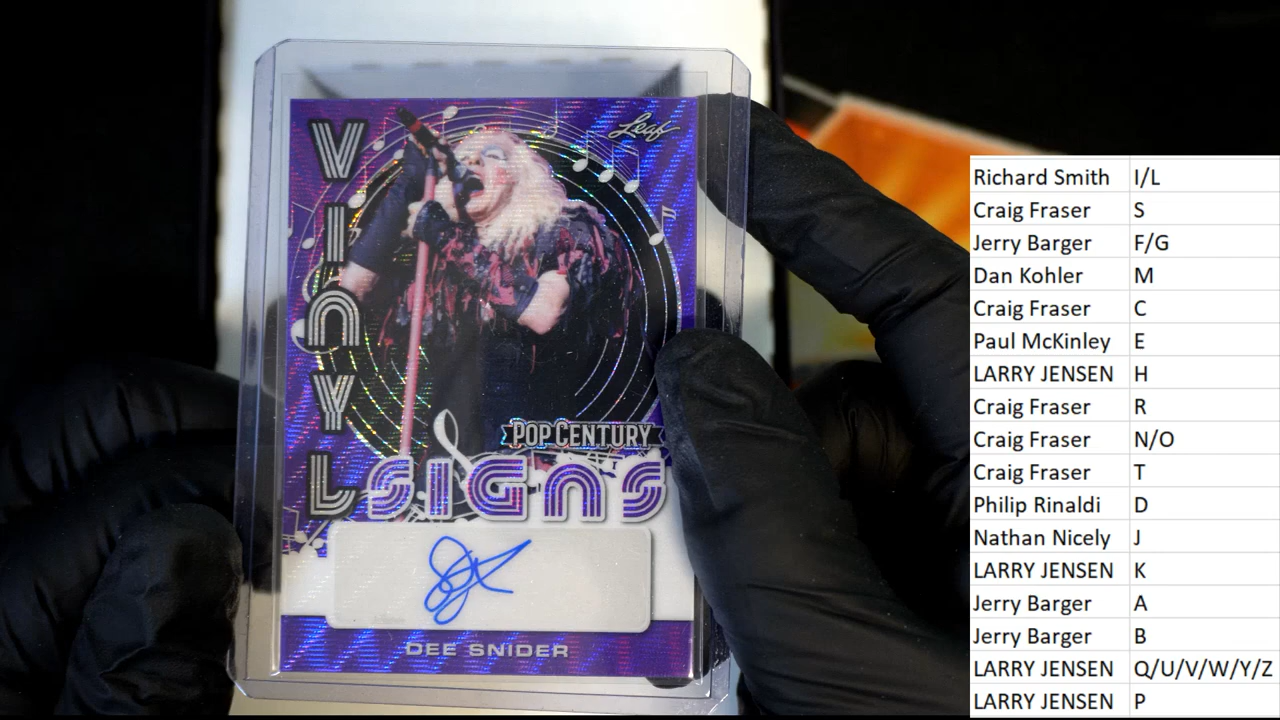 Leaf
VINYL
POP CENTURY
SIGNS
DEE SNIDER
Richard Smith I/L
Craig Fraser S
Jerry Barger F/G
Dan Kohler M
Craig Fraser C
Paul McKinley E
LARRY JENSEN H
Craig Fraser R
Craig Fraser N/O
Craig Fraser T
Philip Rinaldi D
Nathan Nicely J
LARRY JENSEN K
Jerry Barger A
Jerry Barger B
LARRY JENSEN Q/U/V/W/Y/Z
LARRY JENSEN P